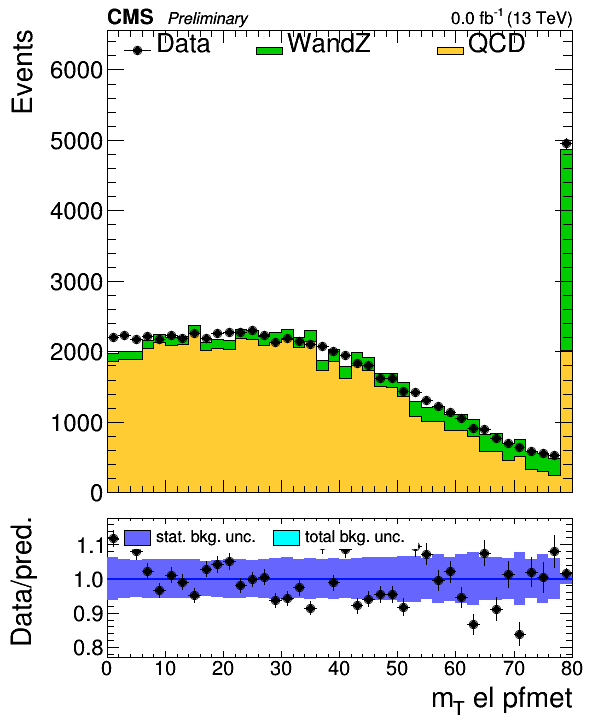 CMS Preliminary 0.0 fb⁻¹ (13 TeV)
Data WandZ QCD
Events
6000
5000
4000
3000
2000
1000
0
stat. bkg. unc. total bkg. unc.
Data/pred.
1.1
1.0
0.9
0.8
0 10 20 30 40 50 60 70 80
m_T el pfmet